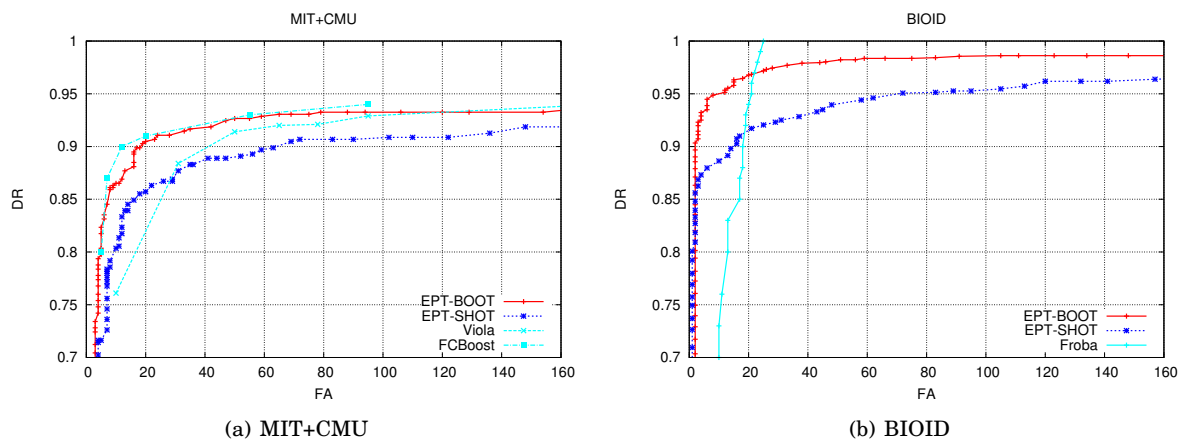 MIT+CMU
1
0.95
0.9
0.85
0.8
0.75
0.7
DR
0 20 40 60 80 100 120 140 160
FA
EPT-BOOT
EPT-SHOT
Viola
FCBoost
(a) MIT+CMU
BIOID
1
0.95
0.9
0.85
0.8
0.75
0.7
DR
0 20 40 60 80 100 120 140 160
FA
EPT-BOOT
EPT-SHOT
Froba
(b) BIOID